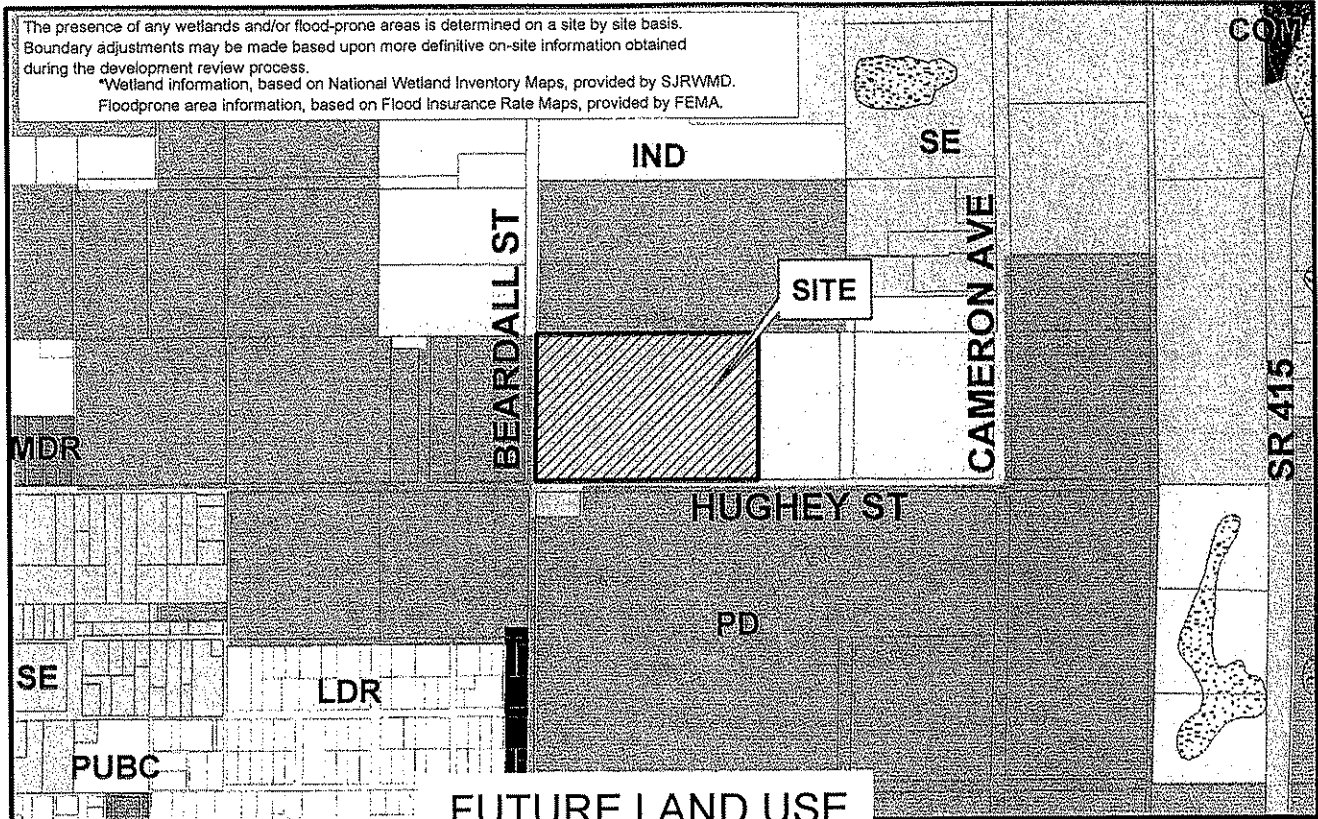 The presence of any wetlands and/or flood-prone areas is determined on a site by site basis.
Boundary adjustments may be made based upon more definitive on-site information obtained
during the development review process.
*Wetland information, based on National Wetland Inventory Maps, provided by SJRWMD.
Floodprone area information, based on Flood Insurance Rate Maps, provided by FEMA.
COM
IND
SE
BEARDALL ST
CAMERON AVE
SITE
SR 415
MDR
HUGHEY ST
PD
SE
LDR
PUBC
FUTURE LAND USE